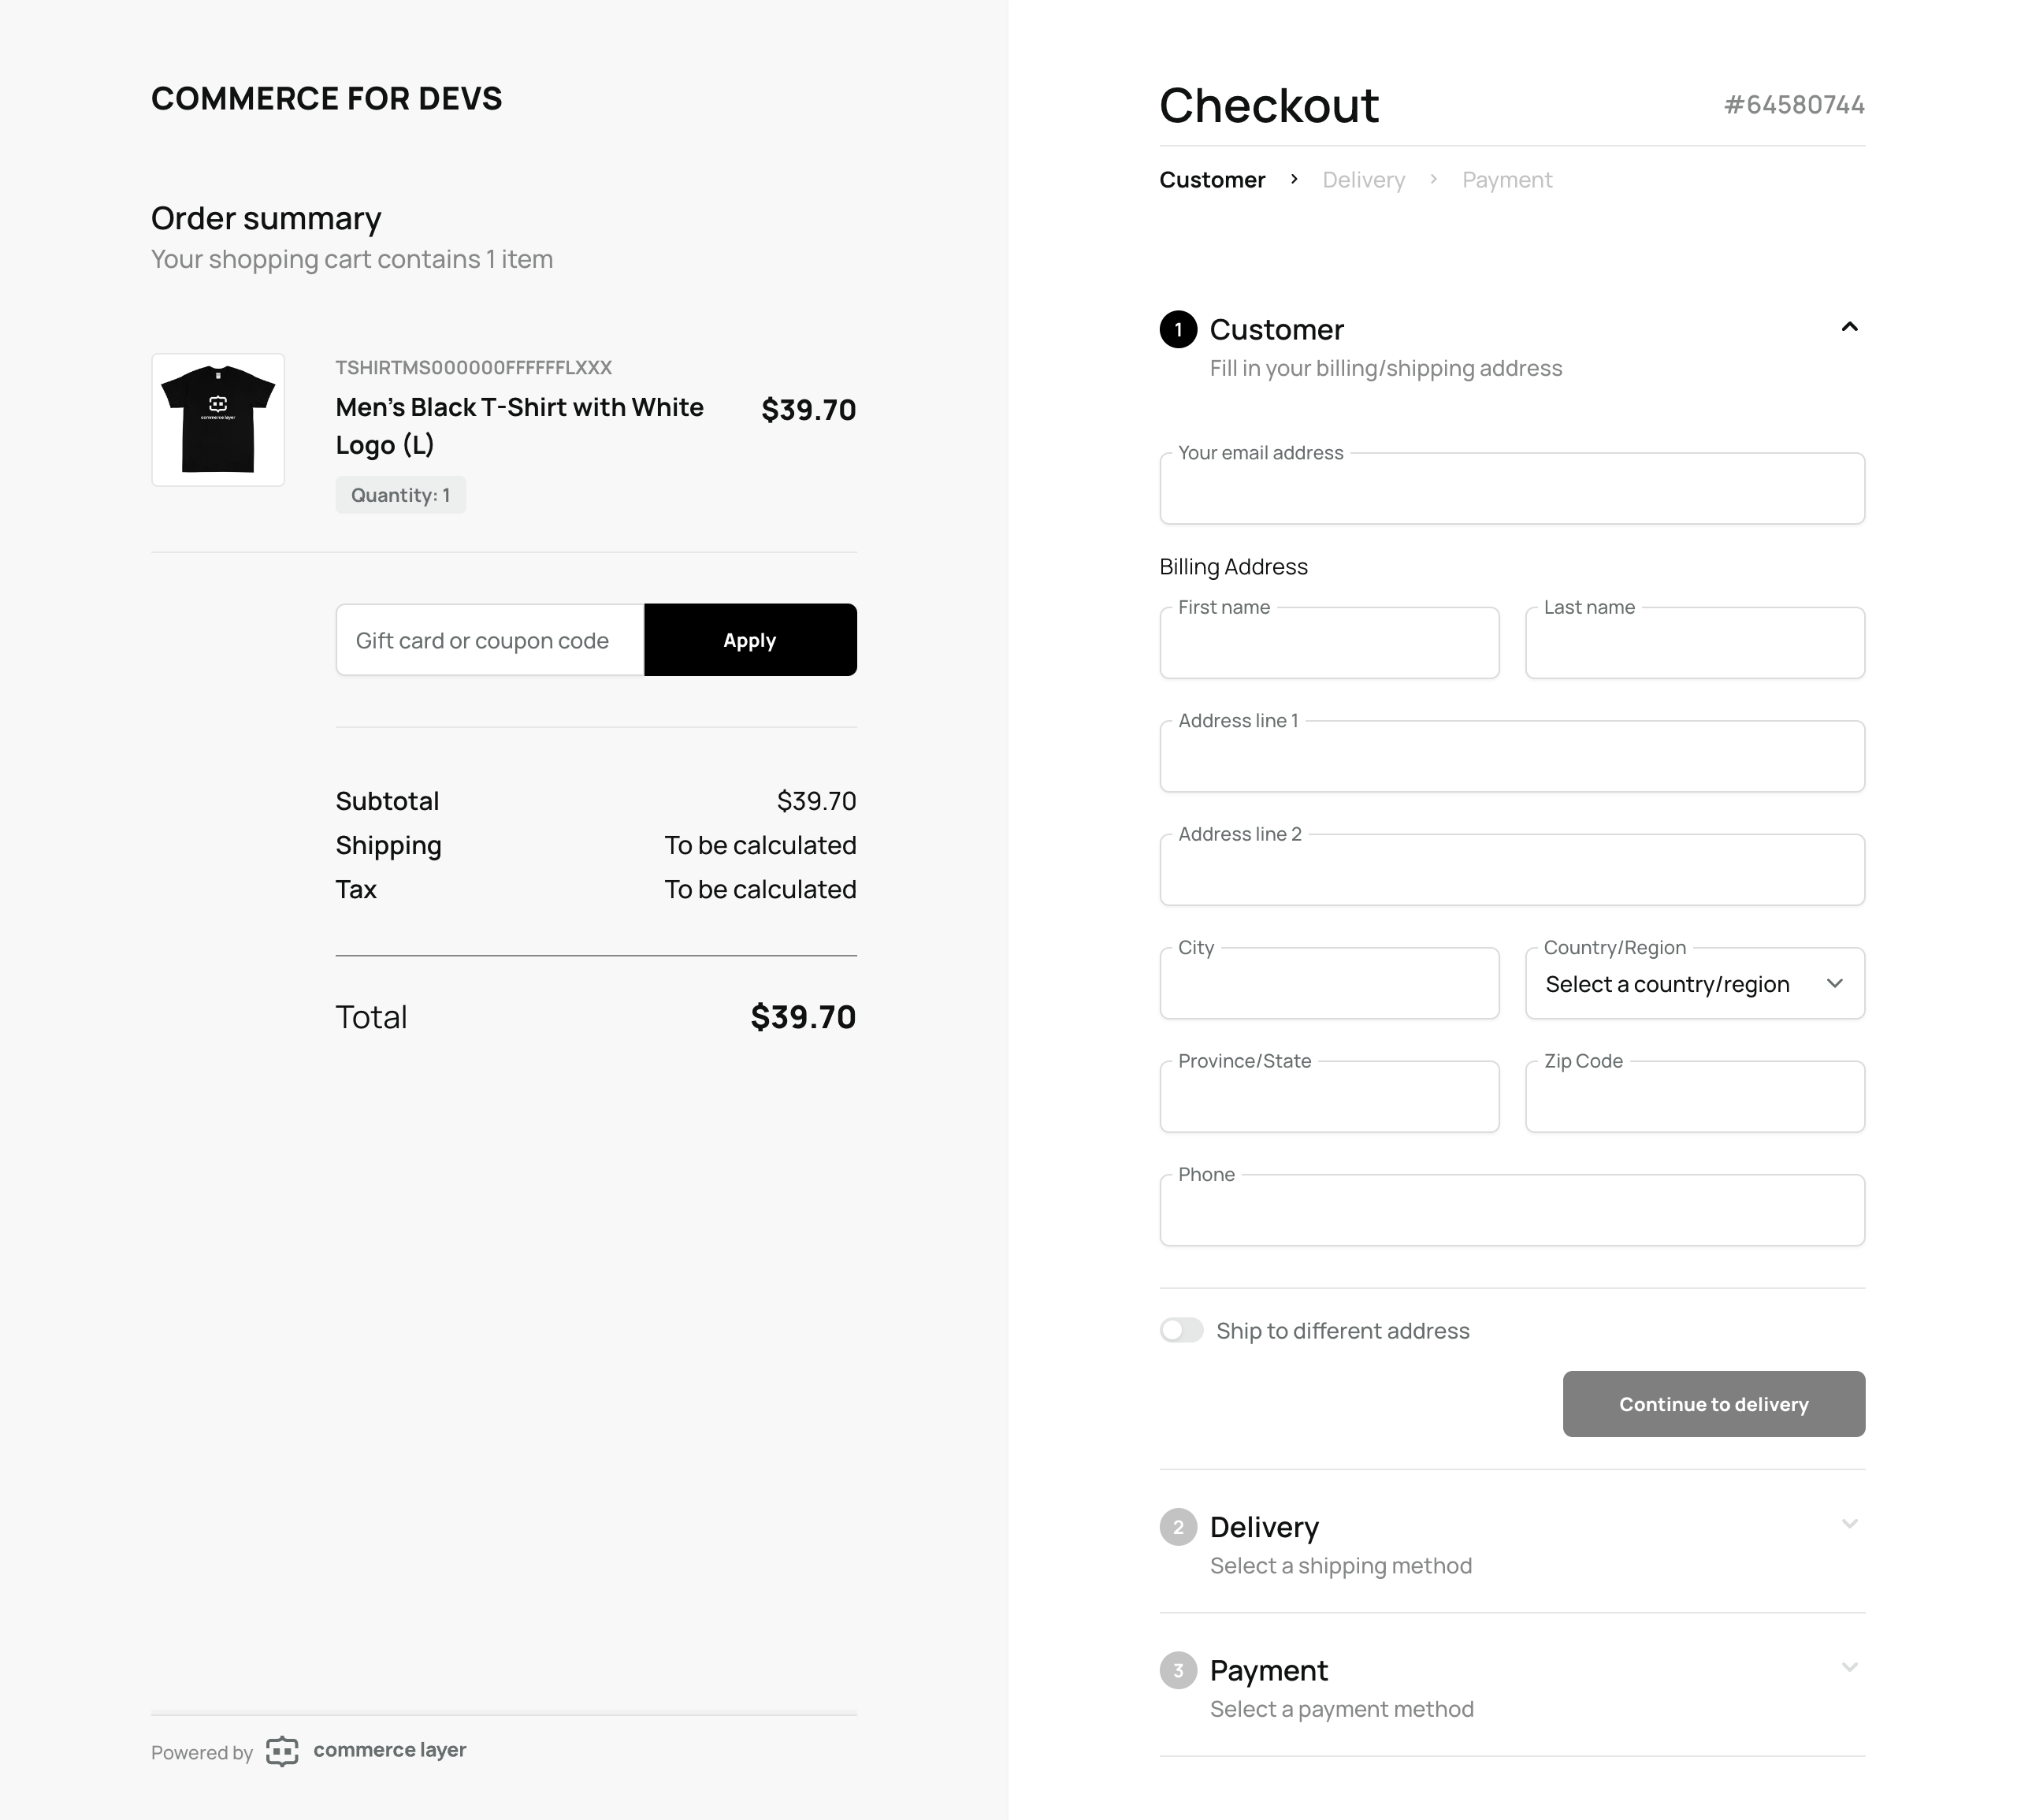 COMMERCE FOR DEVS
Order summary
Your shopping cart contains 1 item
commerce layer
TSHIRTMS000000FFFFFFLXXX
Men's Black T-Shirt with White
Logo (L)
$39.70
Quantity: 1
Gift card or coupon code
Apply
Subtotal $39.70
Shipping To be calculated
Tax To be calculated
Total $39.70
Powered by commerce layer
Checkout #64580744
Customer > Delivery > Payment
1 Customer
Fill in your billing/shipping address
Your email address
Billing Address
First name Last name
Address line 1
Address line 2
City Country/Region
Select a country/region
Province/State Zip Code
Phone
Ship to different address
Continue to delivery
2 Delivery
Select a shipping method
3 Payment
Select a payment method